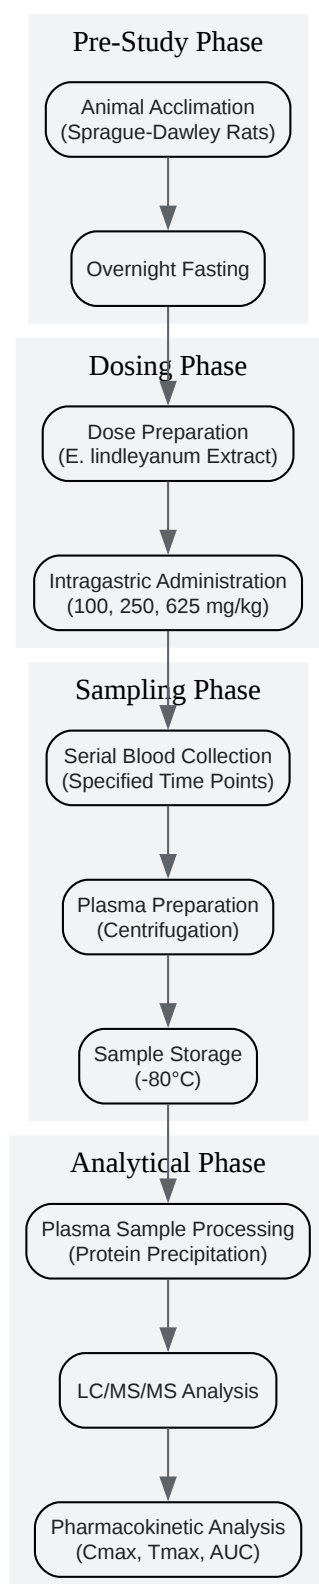 Pre-Study Phase
Animal Acclimation
(Sprague-Dawley Rats)
Overnight Fasting
Dosing Phase
Dose Preparation
(E. lindleyanum Extract)
Intragastric Administration
(100, 250, 625 mg/kg)
Sampling Phase
Serial Blood Collection
(Specified Time Points)
Plasma Preparation
(Centrifugation)
Sample Storage
(-80°C)
Analytical Phase
Plasma Sample Processing
(Protein Precipitation)
LC/MS/MS Analysis
Pharmacokinetic Analysis
(Cmax, Tmax, AUC)